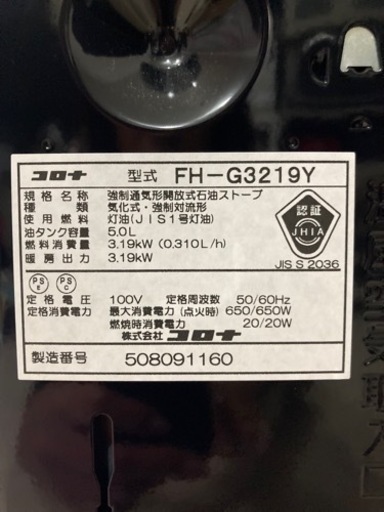 コロナ 型式 FH-G3219Y
規格名称 強制通気形開放式石油ストーブ
種類 気化式・強制対流形
使用燃料 灯油(JIS1号灯油)
油タンク容量 5.0L
燃料消費量 3.19kW (0.310L/h)
暖房出力 3.19kW
認証
JHIA
JIS S 2036
PS E PS C
定格電圧 100V 定格周波数 50/60Hz
定格消費電力 最大消費電力(点火時) 650/650W
燃焼時消費電力 20/20W
株式会社 コロナ
製造番号 508091160